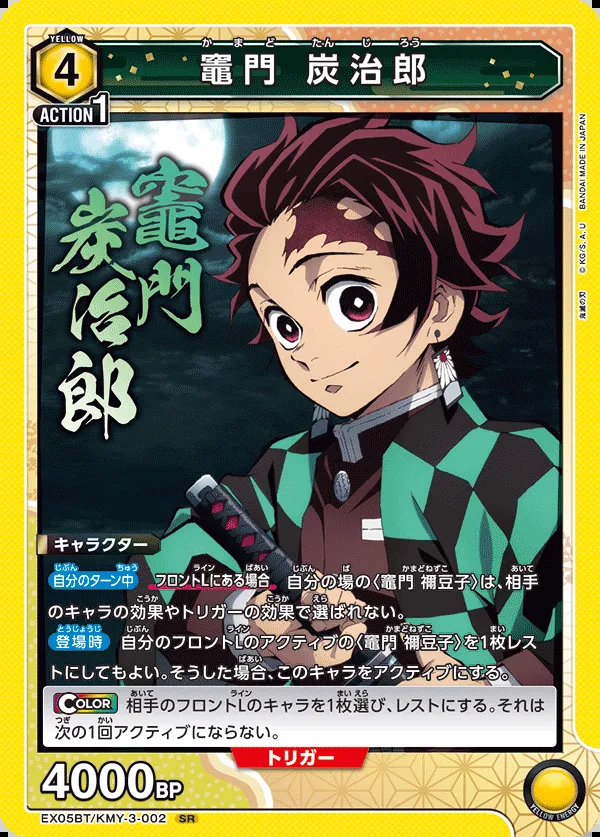 YELLOW
4
ACTION 1
かまど たんじろう
竈門 炭治郎
竈門
炭治郎
© KG/S, A, U BANDAI MADE IN JAPAN
鬼滅の刃
キャラクター
自分のターン中 フロントLにある場合 自分の場の〈竈門 禰豆子〉は、相手
のキャラの効果やトリガーの効果で選ばれない。
登場時 自分のフロントLのアクティブの〈竈門 禰豆子〉を1枚レス
トにしてもよい。そうした場合、このキャラをアクティブにする。
COLOR 相手のフロントLのキャラを1枚選び、レストにする。それは
次の1回アクティブにならない。
トリガー
4000BP
YELLOW ENERGY
EX05BT/KMY-3-002 SR